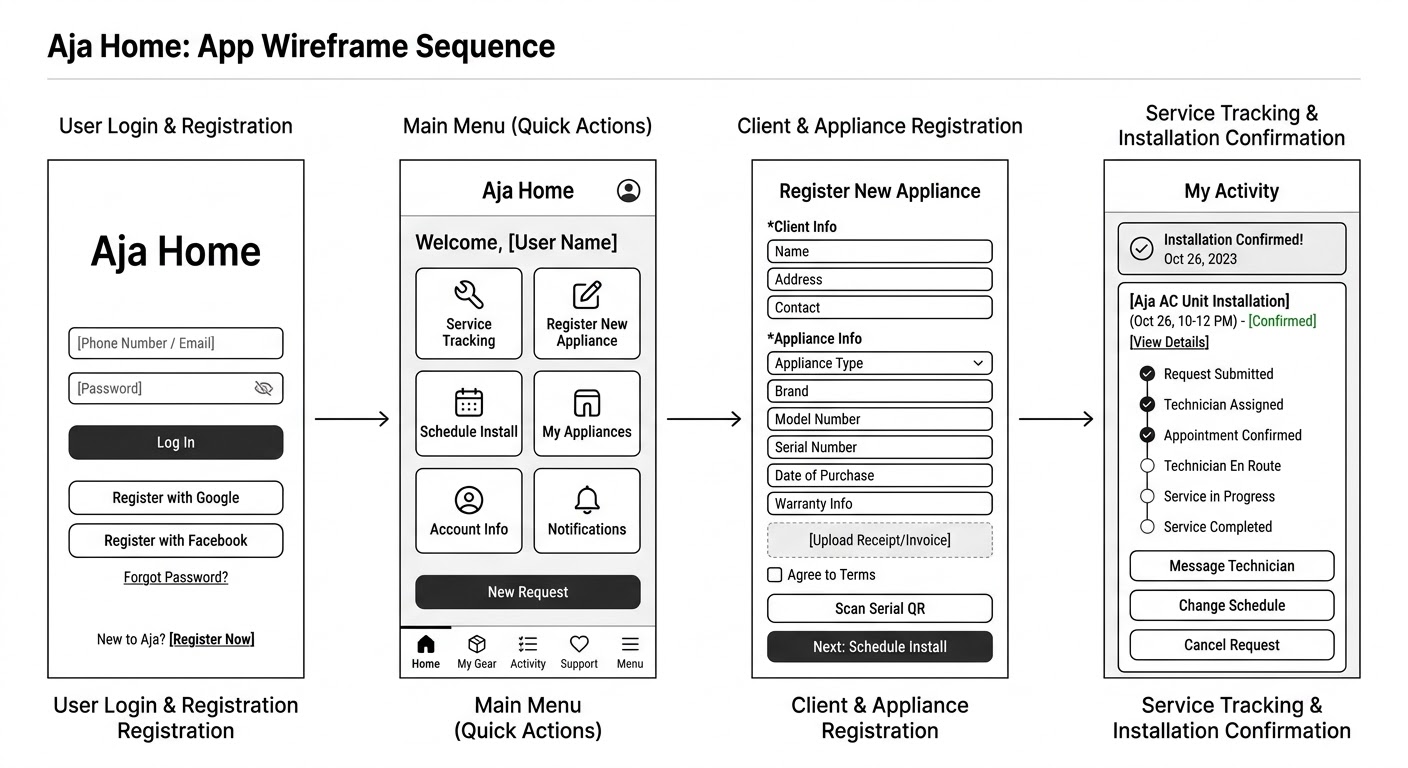 Aja Home: App Wireframe Sequence
User Login & Registration
Aja Home
[Phone Number / Email]
[Password]
Log In
Register with Google
Register with Facebook
Forgot Password?
New to Aja? [Register Now]
User Login & Registration
Registration
Main Menu (Quick Actions)
Aja Home
Welcome, [User Name]
Service
Tracking
Register New
Appliance
Schedule Install
My Appliances
Account Info
Notifications
New Request
Home
My Gear
Activity
Support
Menu
Main Menu
(Quick Actions)
Client & Appliance Registration
Register New Appliance
*Client Info
Name
Address
Contact
*Appliance Info
Appliance Type
Brand
Model Number
Serial Number
Date of Purchase
Warranty Info
[Upload Receipt/Invoice]
Agree to Terms
Scan Serial QR
Next: Schedule Install
Client & Appliance
Registration
Service Tracking &
Installation Confirmation
My Activity
Installation Confirmed!
Oct 26, 2023
[Aja AC Unit Installation]
(Oct 26, 10-12 PM) - [Confirmed]
[View Details]
Request Submitted
Technician Assigned
Appointment Confirmed
Technician En Route
Service in Progress
Service Completed
Message Technician
Change Schedule
Cancel Request
Service Tracking &
Installation Confirmation